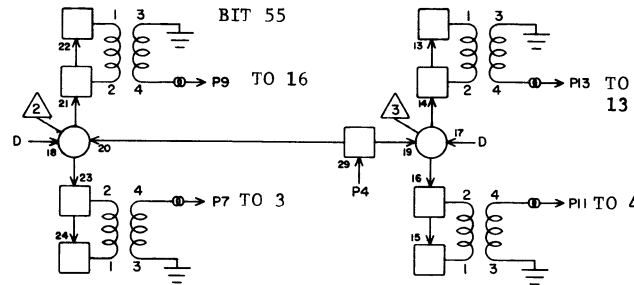 1 3 BIT 55 1 3
22 13
P9 TO 16 P13 TO
21 2 4 14 2 4 13
2 3
D 18 20 19 17 D
29
23 P4 16
2 4 P7 TO 3 2 4 P11 TO 4
24 15
1 3 1 3